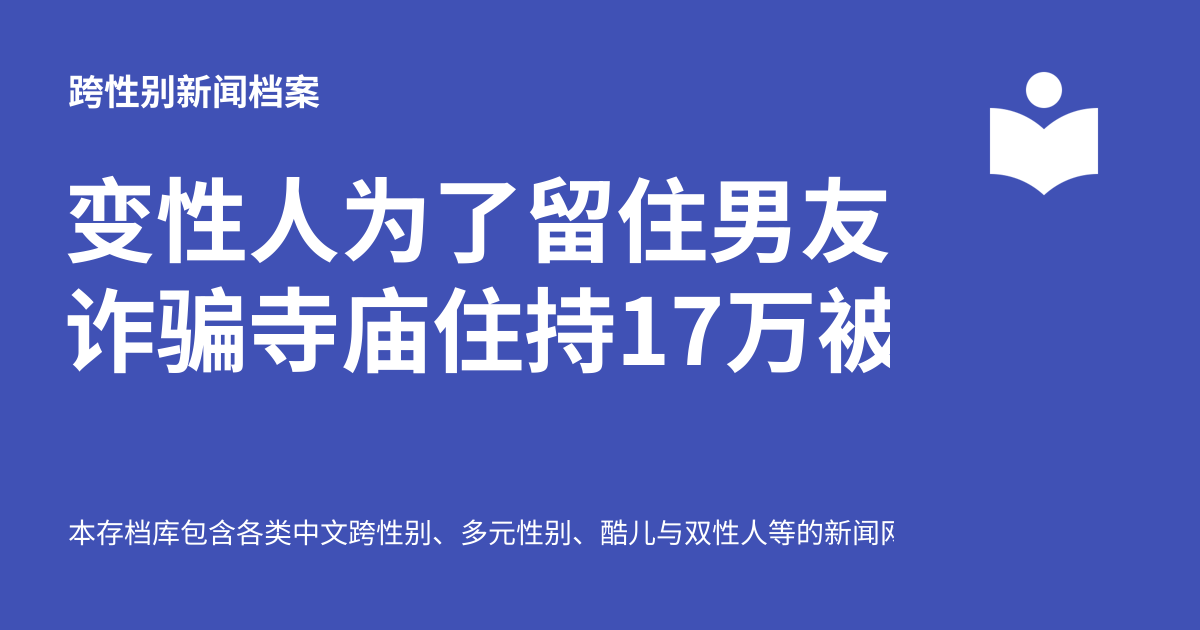 跨性别新闻档案
变性人为了留住男友
诈骗寺庙住持17万被
本存档库包含各类中文跨性别、多元性别、酷儿与双性人等的新闻网